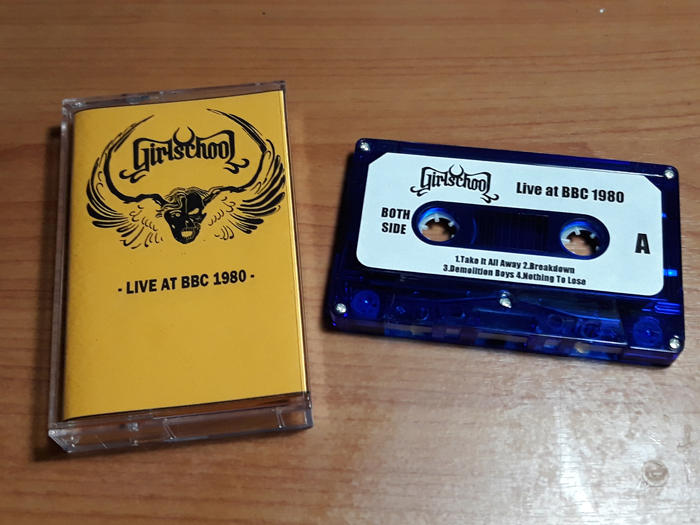 Girlschool
- LIVE AT BBC 1980 -
Girlschool Live at BBC 1980
BOTH
SIDE
A
1.Take It All Away 2.Breakdown
3.Demolition Boys 4.Nothing To Lose